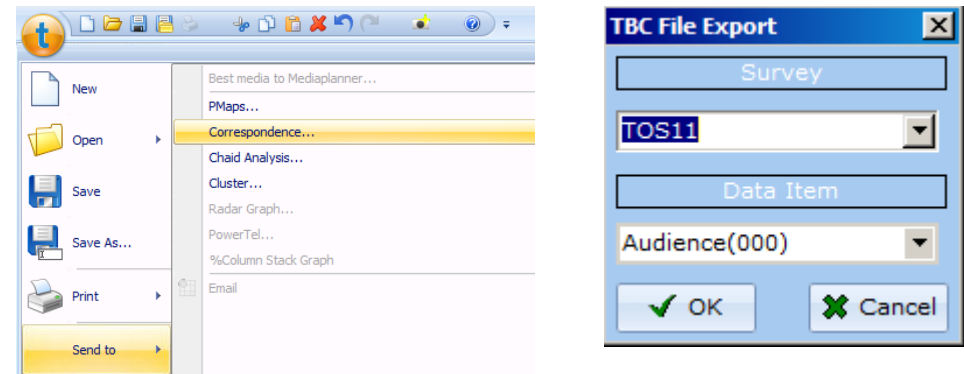 t
New
Open
Save
Save As...
Print
Send to
Best media to Mediaplanner...
PMaps...
Correspondence...
Chaid Analysis...
Cluster...
Radar Graph...
PowerTel...
%Column Stack Graph
Email
TBC File Export
Survey
TOS11
Data Item
Audience(000)
OK
Cancel